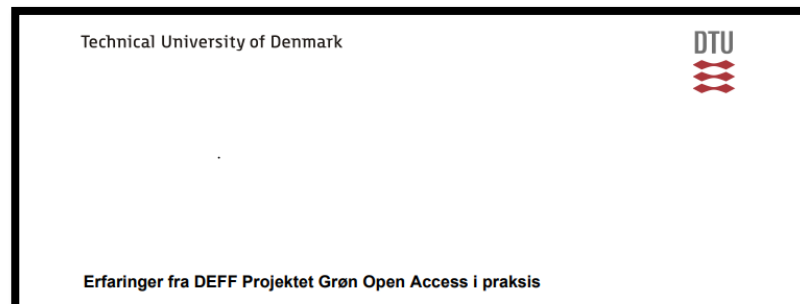 Technical University of Denmark
DTU
Erfaringer fra DEFF Projektet Grøn Open Access i praksis